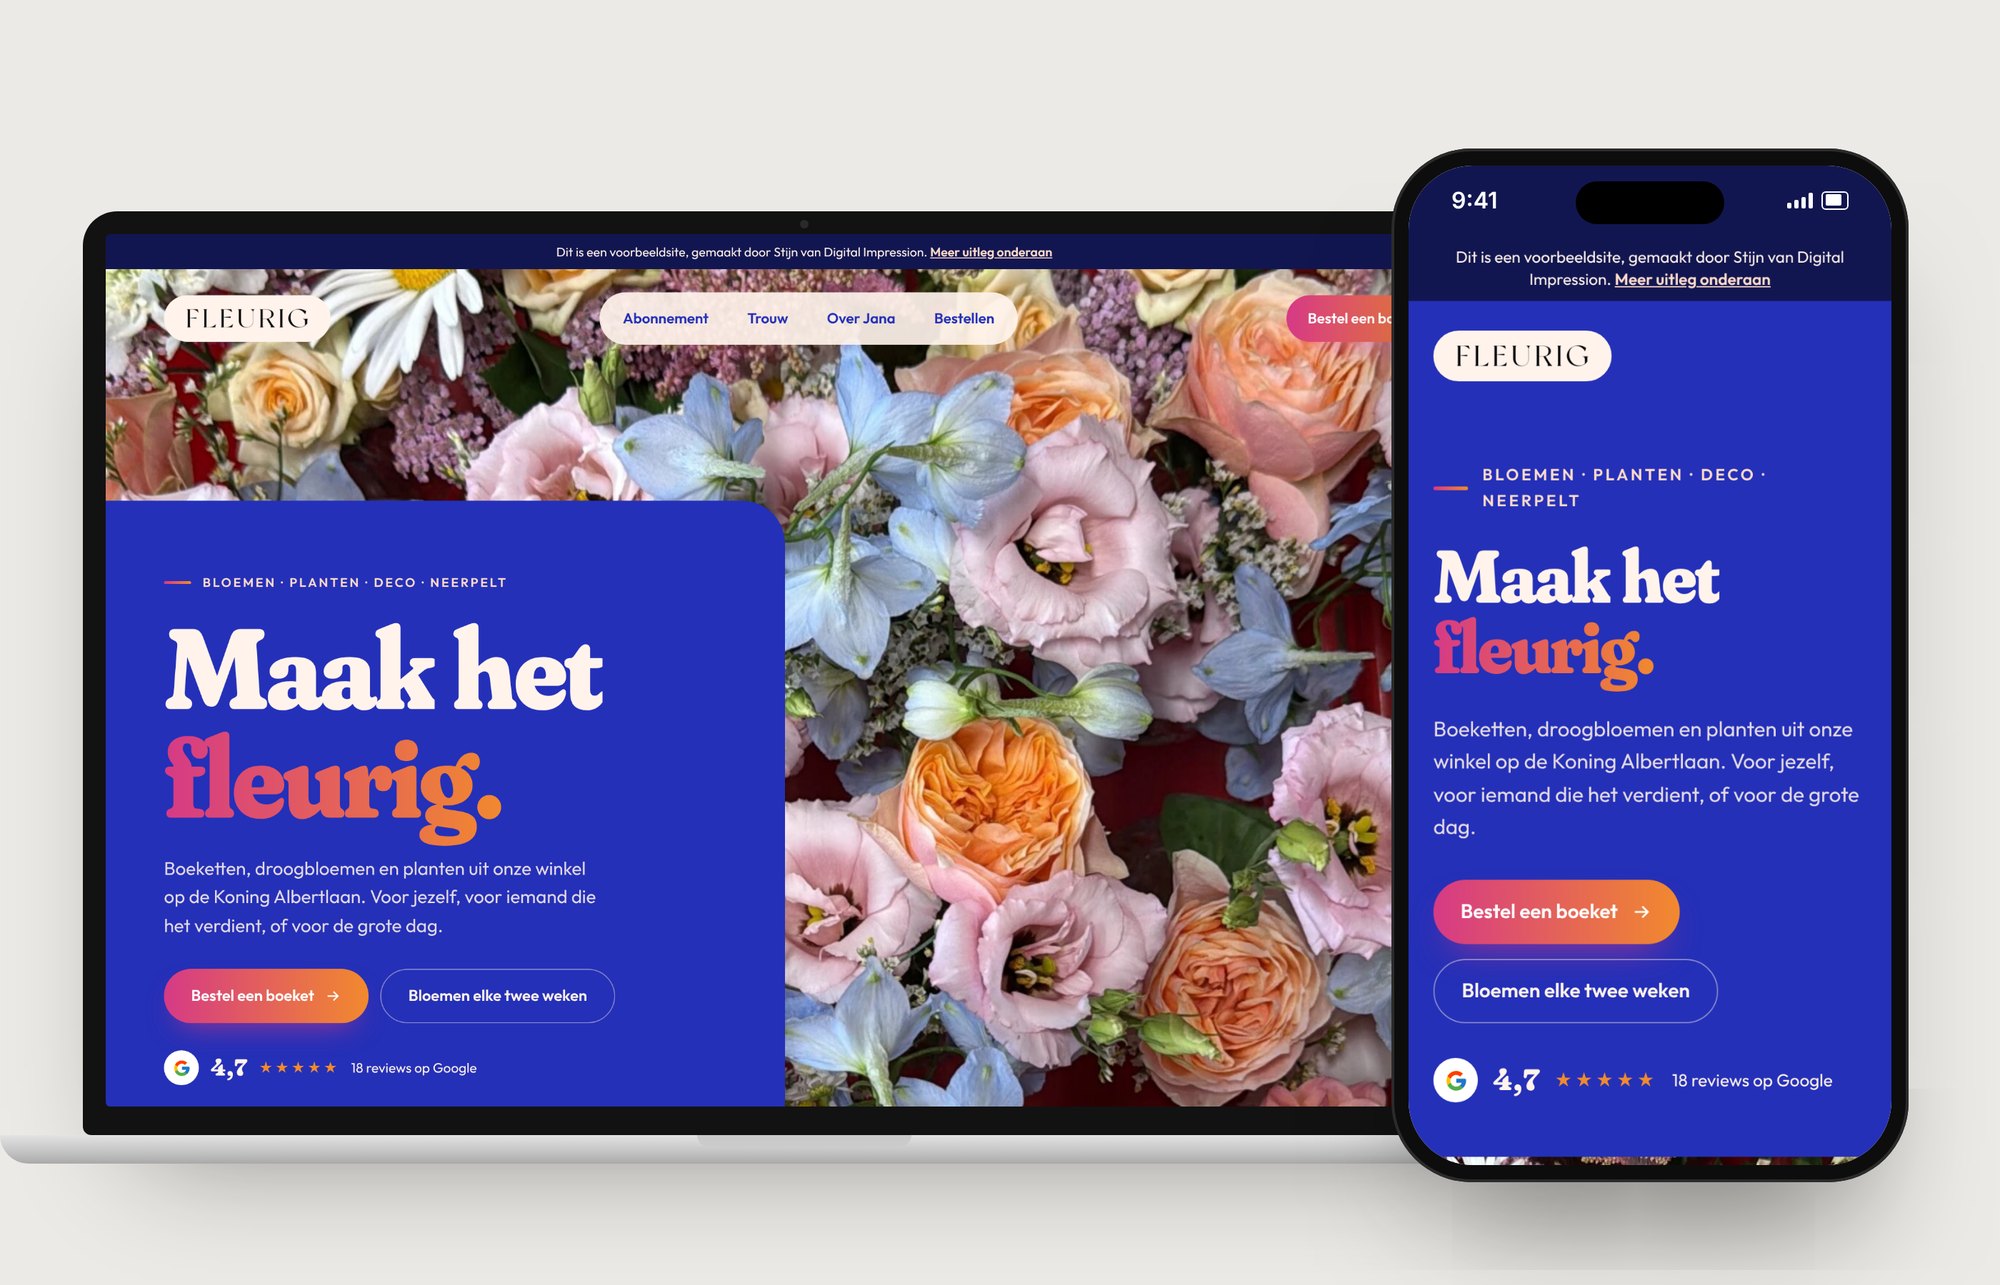 Dit is een voorbeeldsite, gemaakt door Stijn van Digital Impression. Meer uitleg onderaan
FLEURIG
Abonnement Trouw Over Jana Bestellen
Bestel een
BLOEMEN · PLANTEN · DECO · NEERPELT
Maak het
fleurig.
Boeketten, droogbloemen en planten uit onze winkel
op de Koning Albertlaan. Voor jezelf, voor iemand die
het verdient, of voor de grote dag.
Bestel een boeket →
Bloemen elke twee weken
G 4,7 ★★★★★ 18 reviews op Google
9:41
Dit is een voorbeeldsite, gemaakt door Stijn van Digital
Impression. Meer uitleg onderaan
FLEURIG
BLOEMEN · PLANTEN · DECO ·
NEERPELT
Maak het
fleurig.
Boeketten, droogbloemen en planten uit onze
winkel op de Koning Albertlaan. Voor jezelf,
voor iemand die het verdient, of voor de grote
dag.
Bestel een boeket →
Bloemen elke twee weken
G 4,7 ★★★★★ 18 reviews op Google